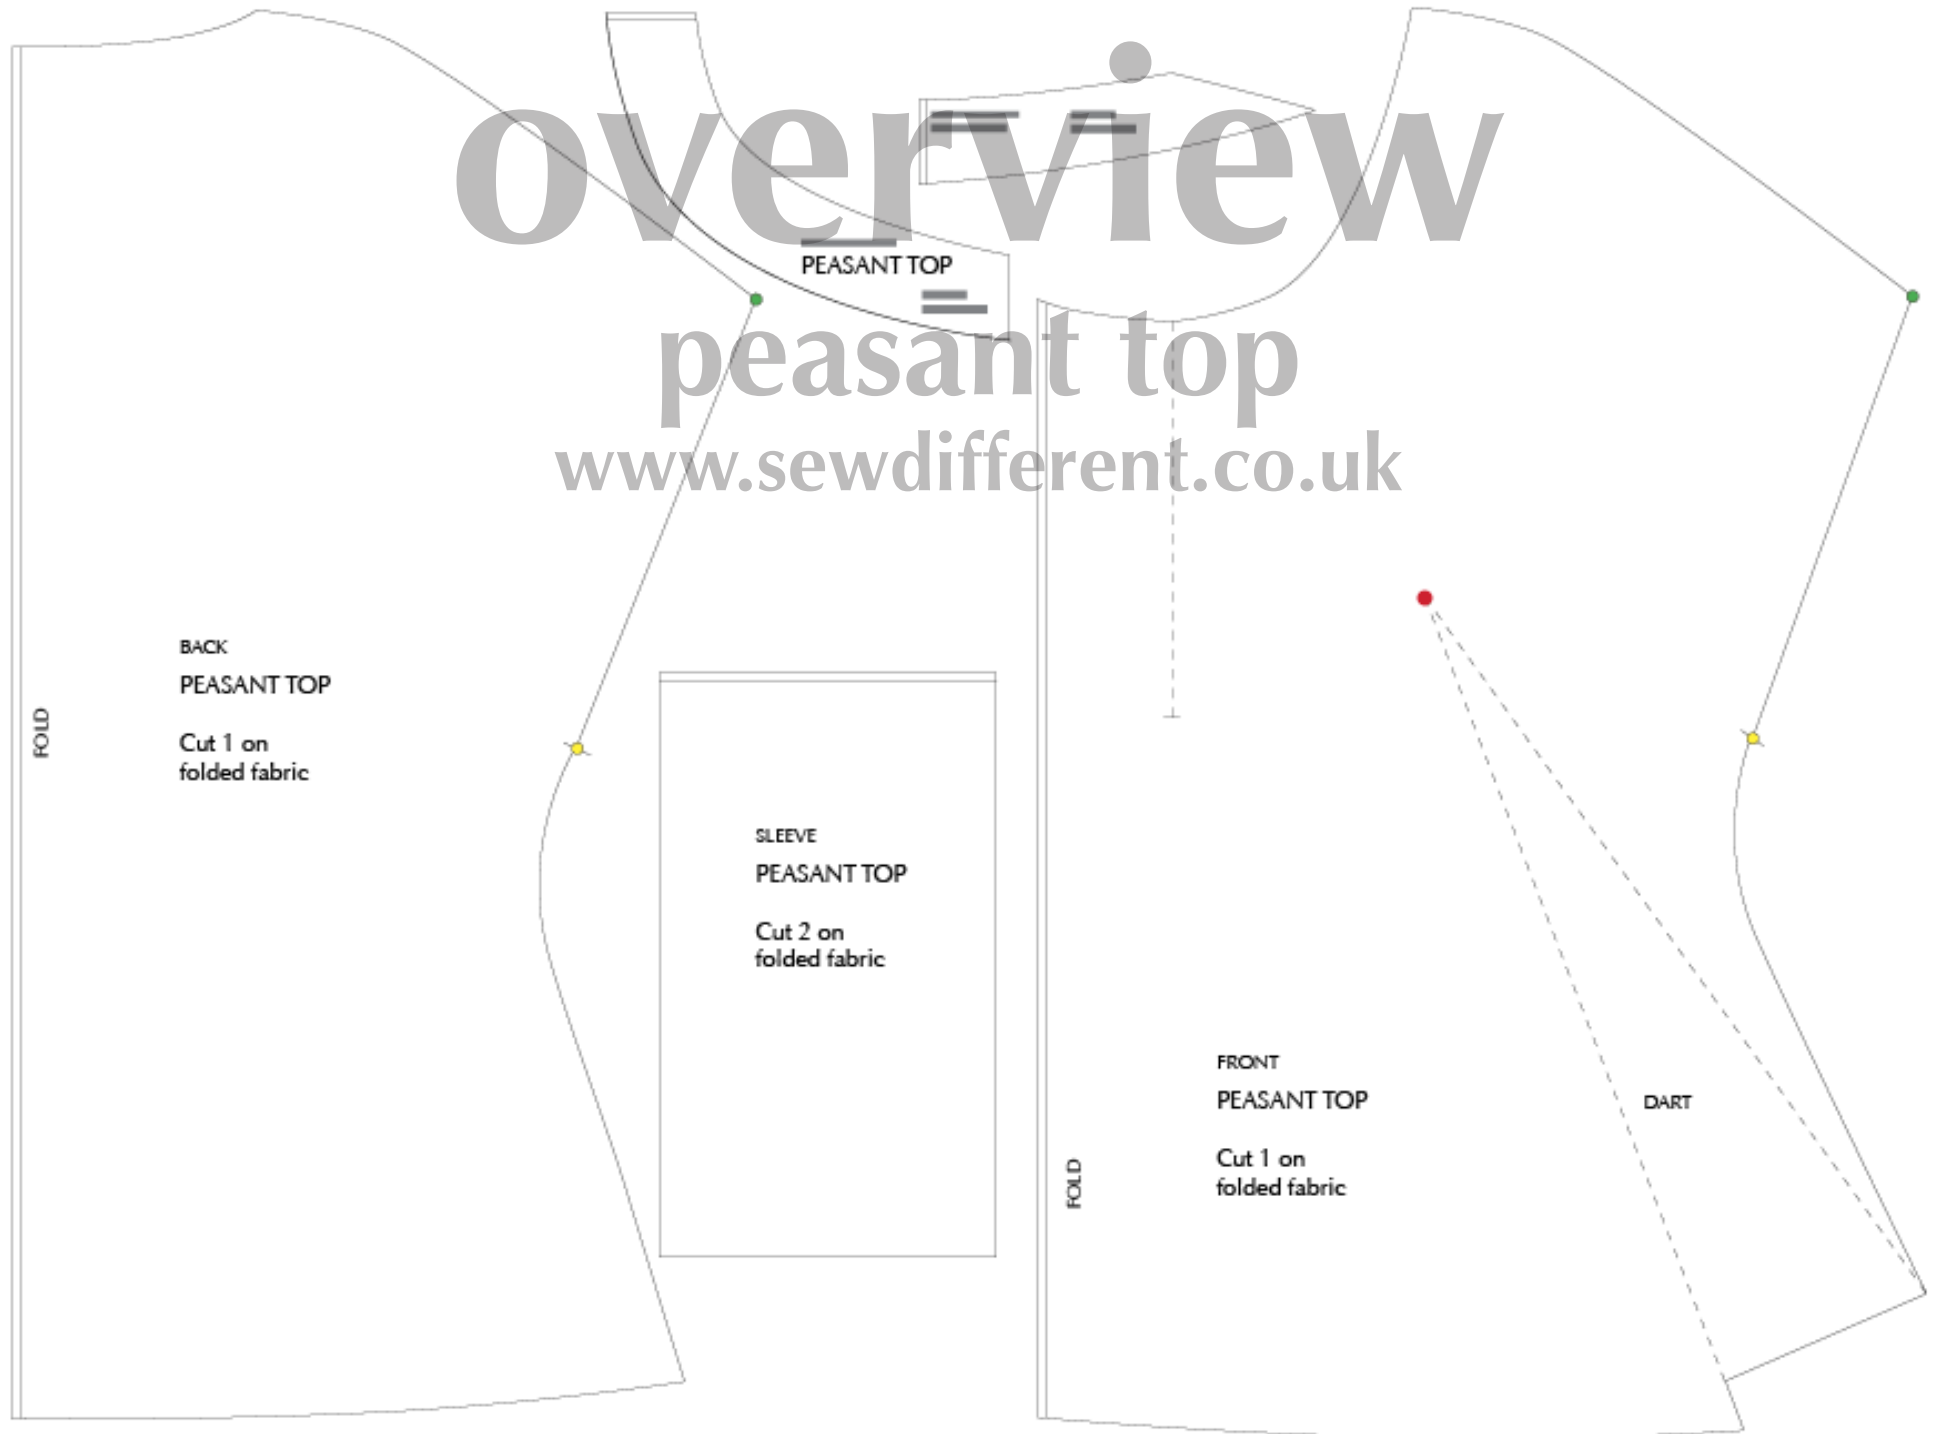 overview
peasant top
www.sewdifferent.co.uk
PEASANT TOP
BACK
PEASANT TOP
Cut 1 on
folded fabric
FOLD
SLEEVE
PEASANT TOP
Cut 2 on
folded fabric
FRONT
PEASANT TOP
Cut 1 on
folded fabric
FOLD
DART